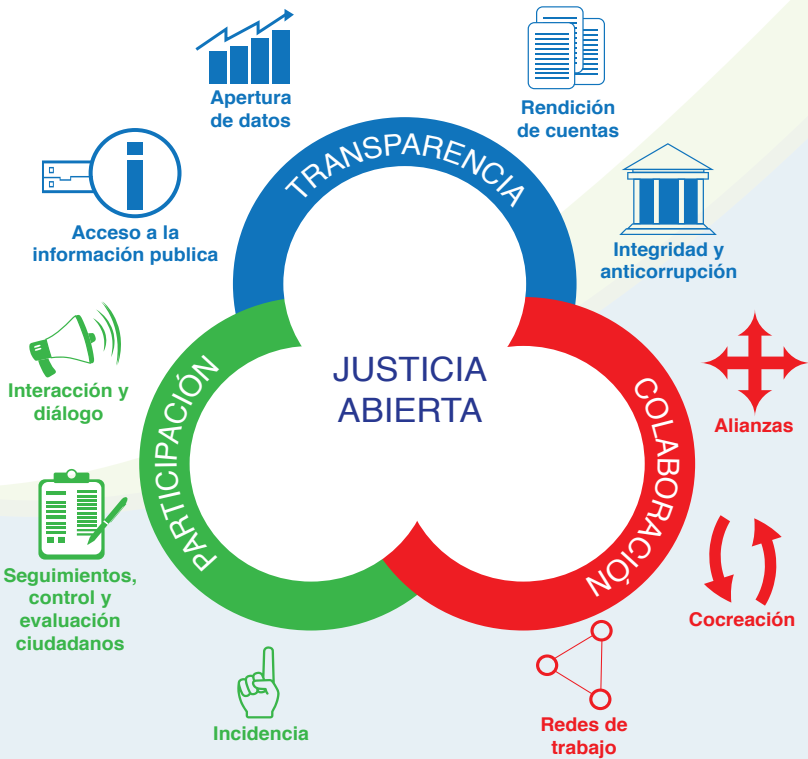 Apertura
de datos
Rendición
de cuentas
Acceso a la
información publica
TRANSPARENCIA
Integridad y
anticorrupción
Interacción y
diálogo
PARTICIPACIÓN
JUSTICIA
ABIERTA
COLABORACIÓN
Alianzas
Seguimientos,
control y
evaluación
ciudadanos
Cocreación
Incidencia
Redes de
trabajo